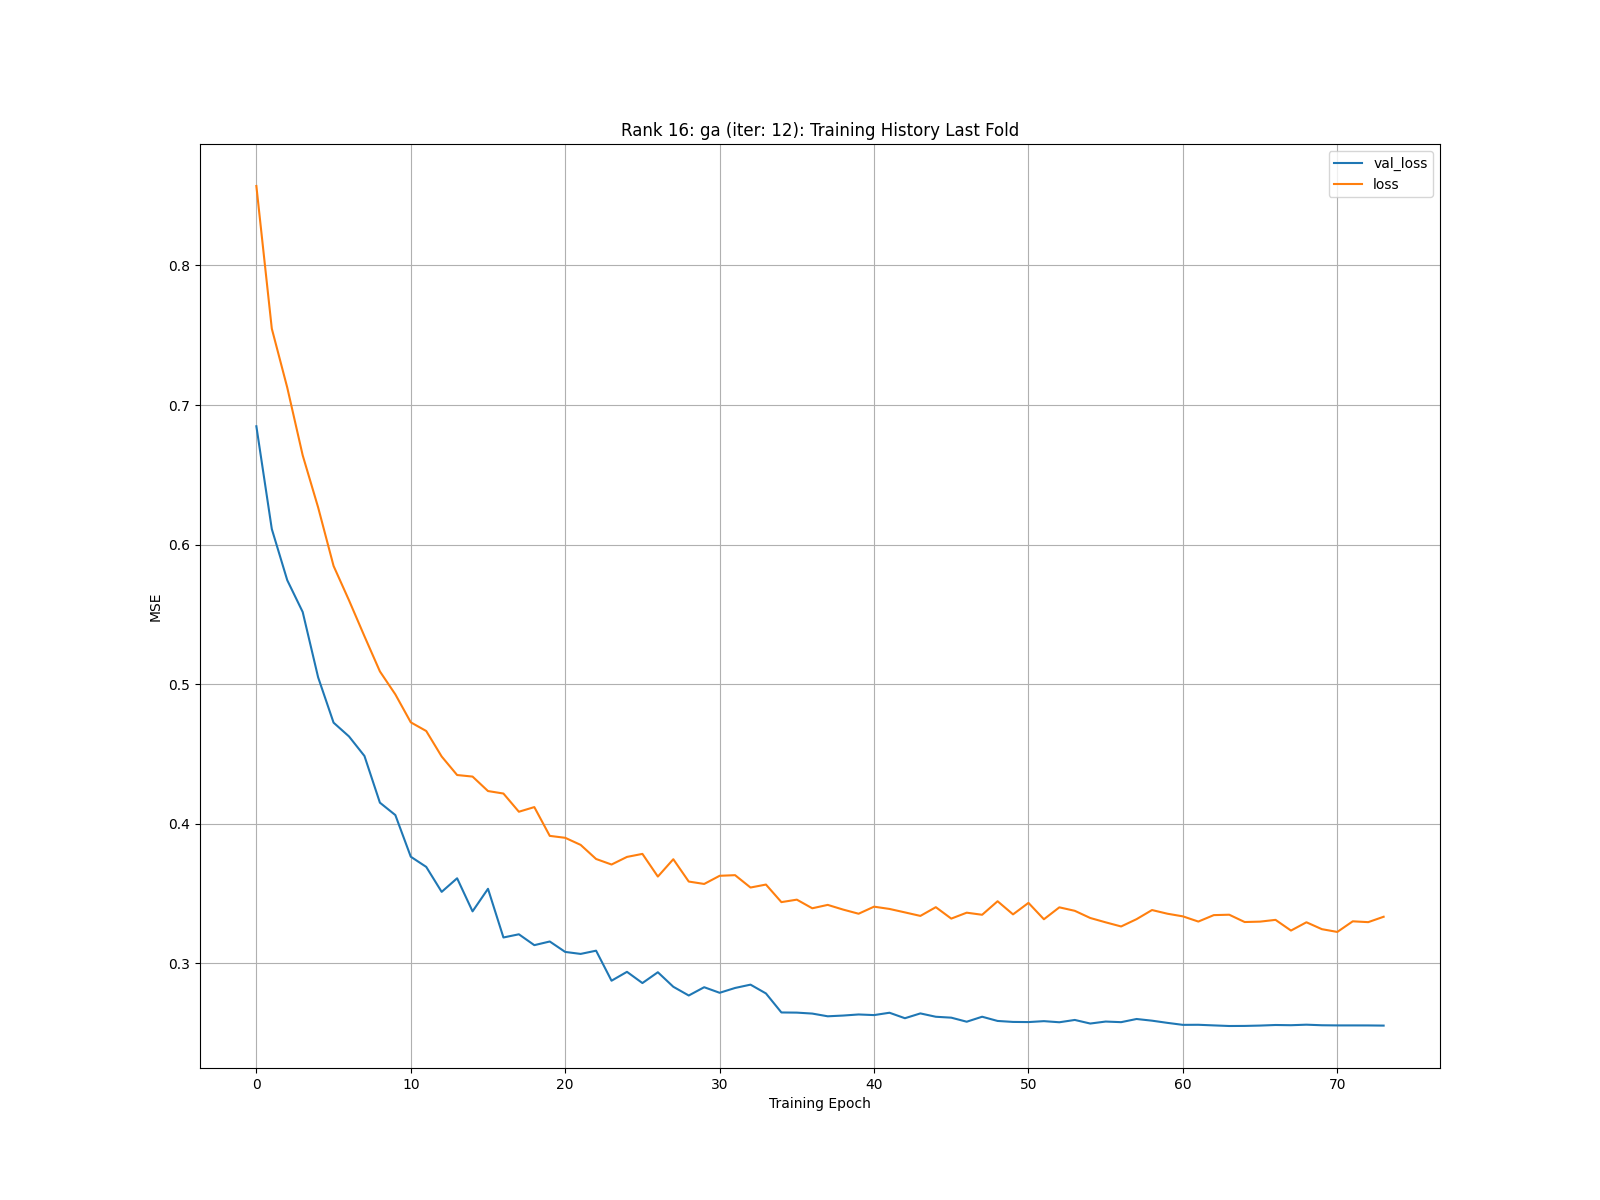 Rank 16: ga (iter: 12): Training History Last Fold
val_loss
loss
0.8
0.7
0.6
0.5
0.4
0.3
MSE
0 10 20 30 40 50 60 70
Training Epoch